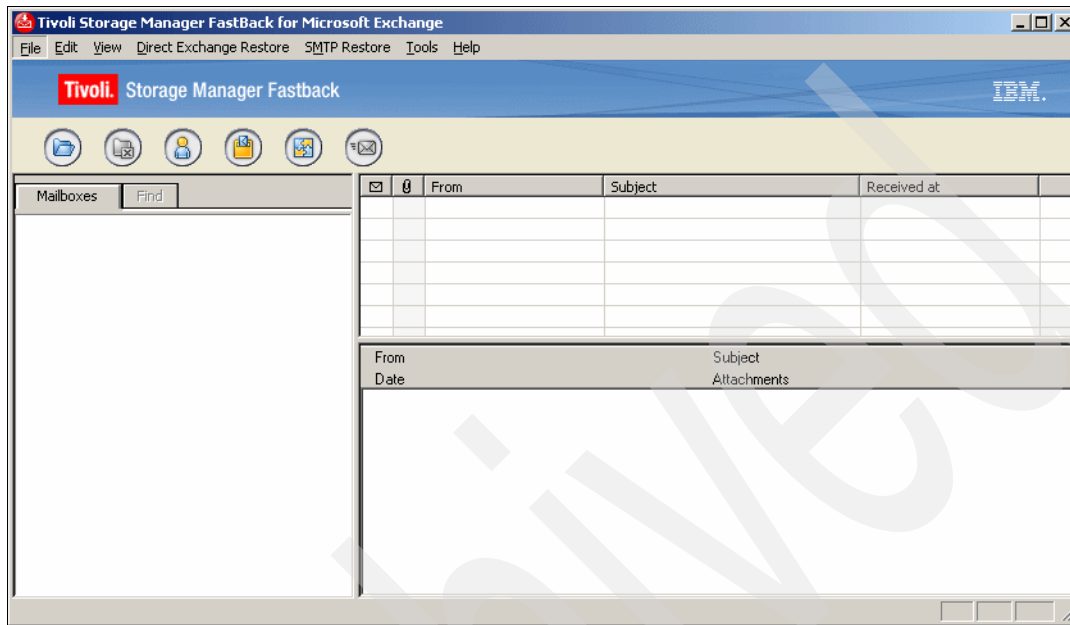 Tivoli Storage Manager FastBack for Microsoft Exchange
File Edit View Direct Exchange Restore SMTP Restore Tools Help
Tivoli. Storage Manager Fastback IBM.
Mailboxes Find
From Subject Received at
From Subject
Date Attachments
hived